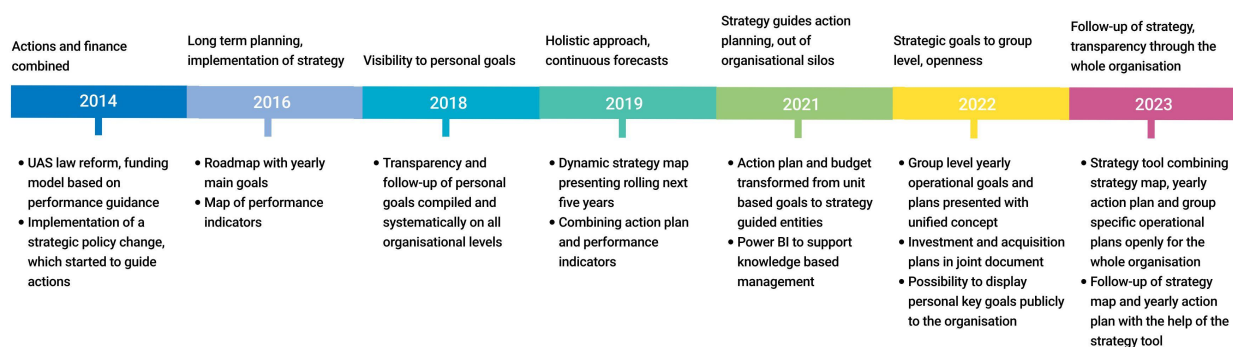 Actions and finance
combined
2014
• UAS law reform, funding
model based on
performance guidance
• Implementation of a
strategic policy change,
which started to guide
actions
Long term planning,
implementation of strategy
2016
• Roadmap with yearly
main goals
• Map of performance
indicators
Visibility to personal goals
2018
• Transparency and
follow-up of personal
goals compiled and
systematically on all
organisational levels
Holistic approach,
continuous forecasts
2019
• Dynamic strategy map
presenting rolling next
five years
• Combining action plan
and performance
indicators
Strategy guides action
planning, out of
organisational silos
2021
• Action plan and budget
transformed from unit
based goals to strategy
guided entities
• Power BI to support
knowledge based
management
Strategic goals to group
level, openness
2022
• Group level yearly
operational goals and
plans presented with
unified concept
• Investment and acquisition
plans in joint document
• Possibility to display
personal key goals publicly
to the organisation
Follow-up of strategy,
transparency through the
whole organisation
2023
• Strategy tool combining
strategy map, yearly
action plan and group
specific operational
plans openly for the
whole organisation
• Follow-up of strategy
map and yearly action
plan with the help of the
strategy tool